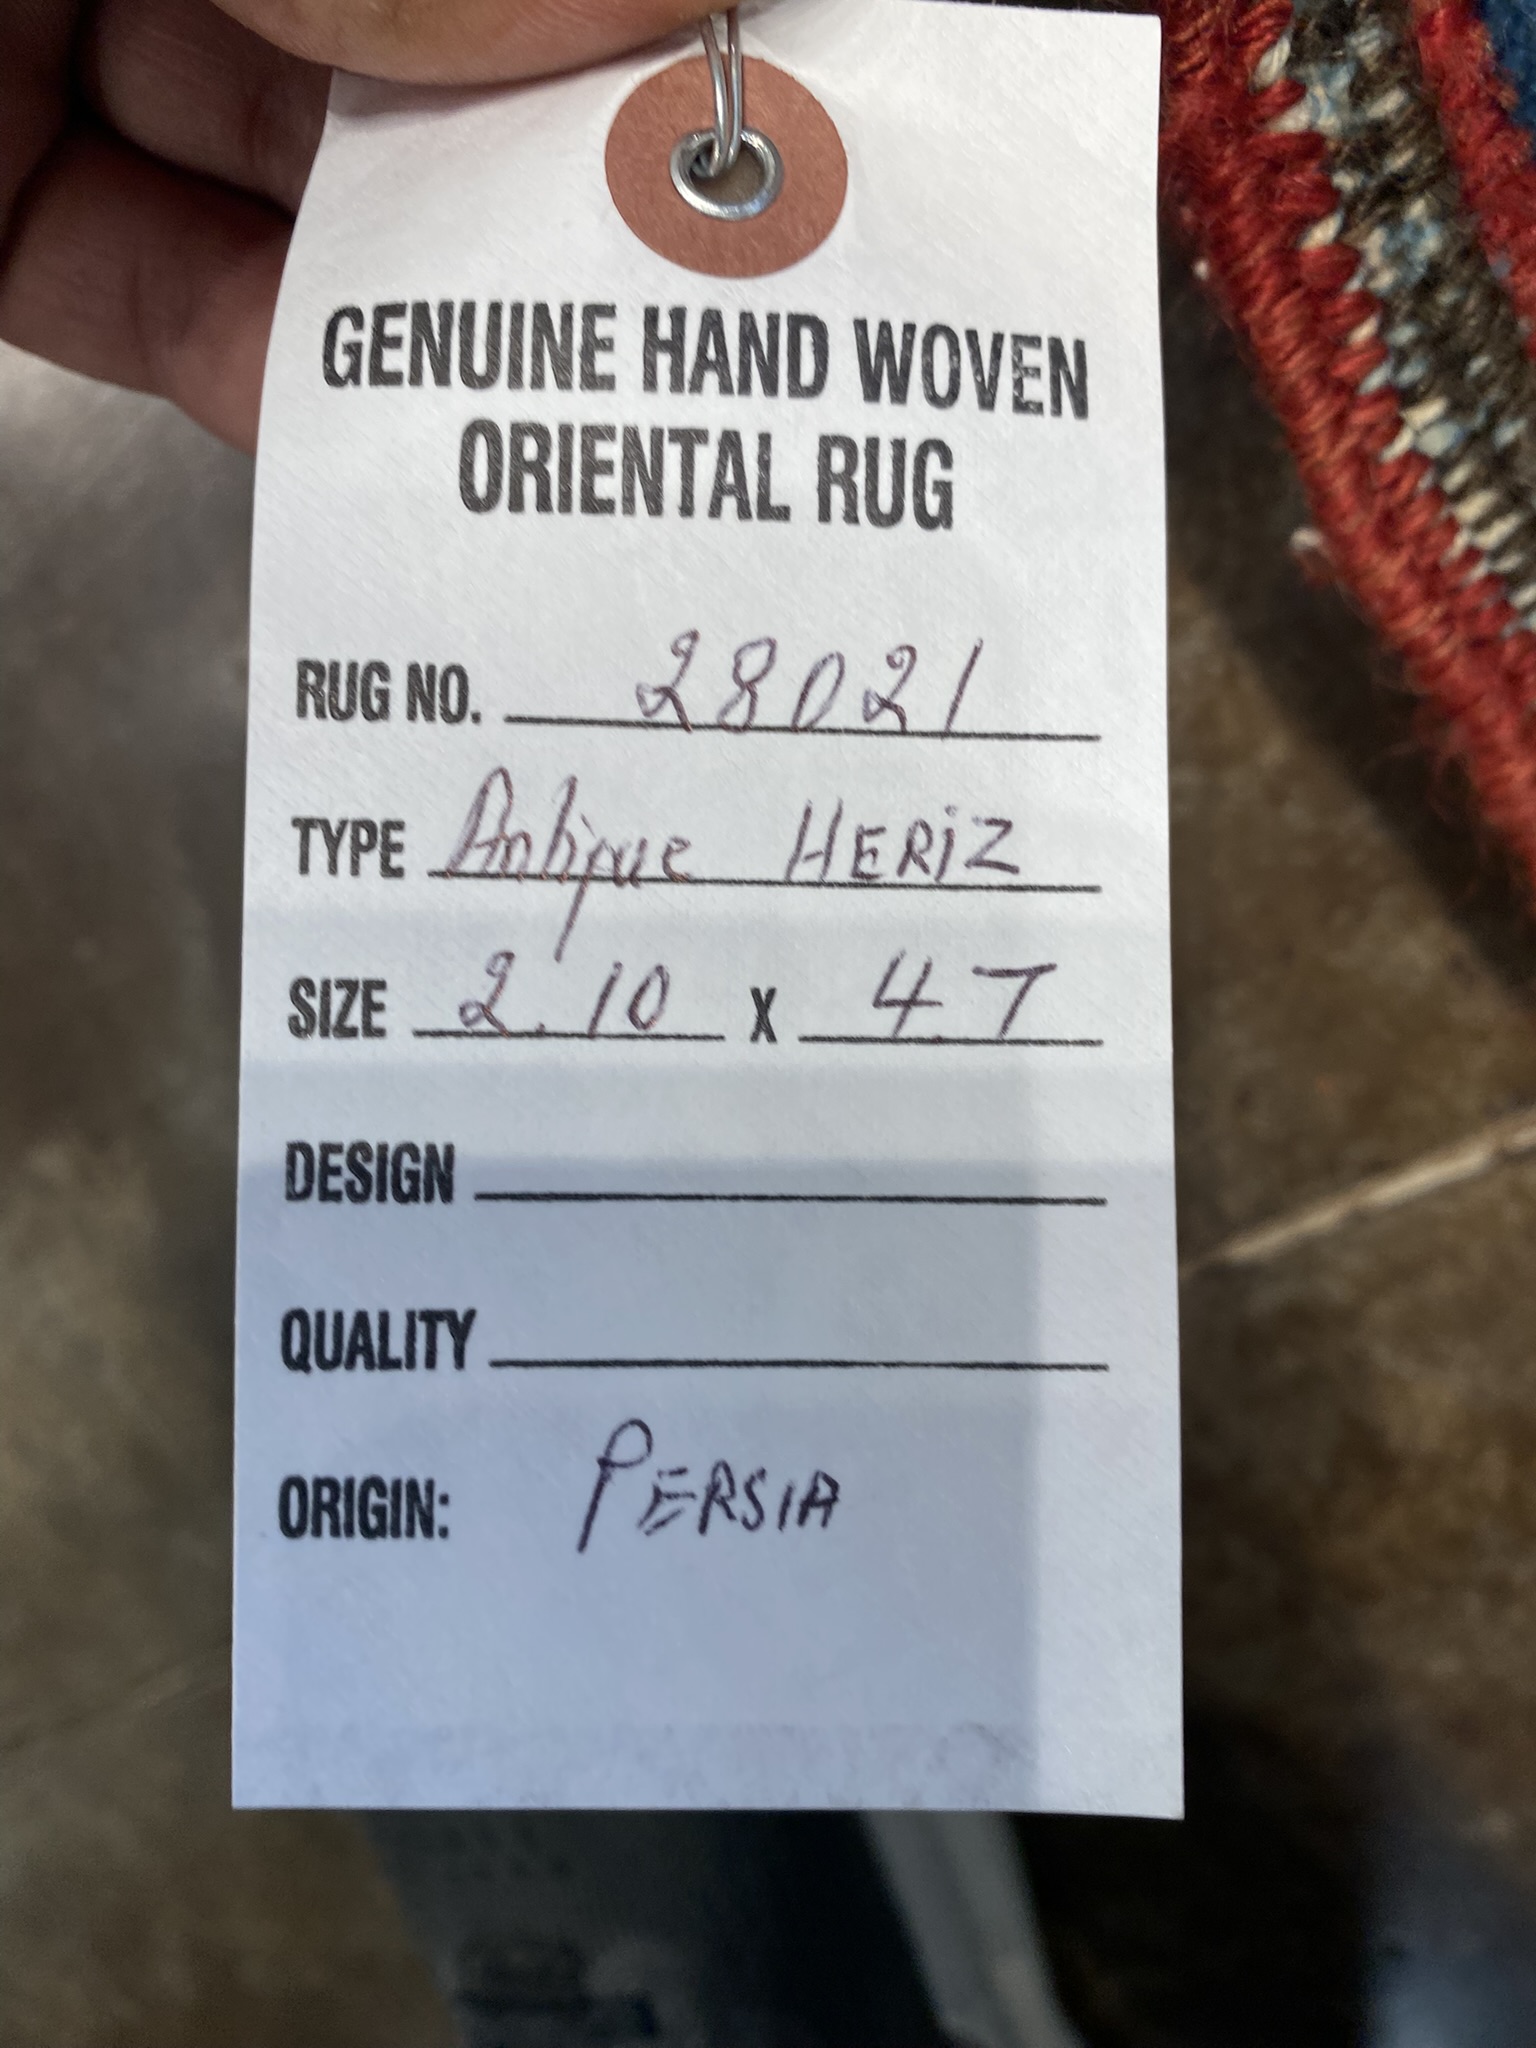 GENUINE HAND WOVEN
ORIENTAL RUG
RUG NO. 28021
TYPE Antique HERiZ
SIZE 2.10 X 4.7
DESIGN
QUALITY
ORIGIN: PERSIA